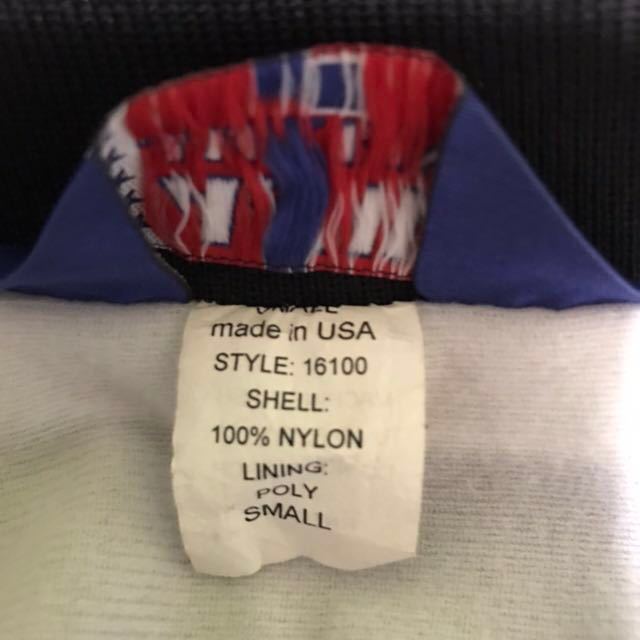 made in USA
STYLE: 16100
SHELL:
100% NYLON
LINING:
POLY
SMALL